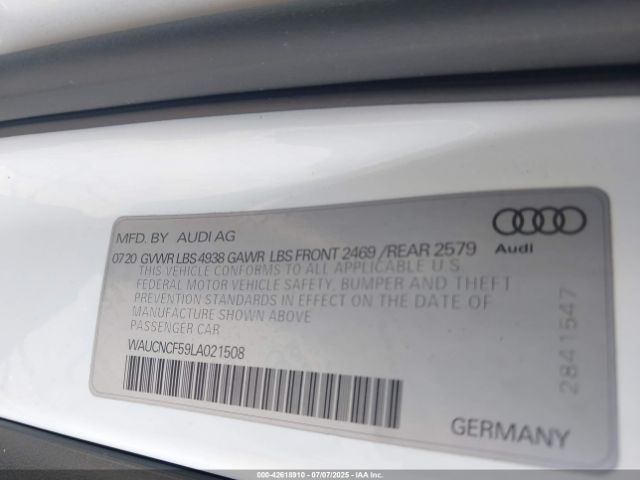 MFD. BY AUDI AG
Audi
0720 GVWR LBS 4938 GAWR LBS FRONT 2469 / REAR 2579
THIS VEHICLE CONFORMS TO ALL APPLICABLE U.S
FEDERAL MOTOR VEHICLE SAFETY, BUMPER AND THEFT
PREVENTION STANDARDS IN EFFECT ON THE DATE OF
MANUFACTURE SHOWN ABOVE
PASSENGER CAR
WAUCNCF59LA021508
2841547
GERMANY
000-42618910 - 07/07/2025 - IAA, Inc.